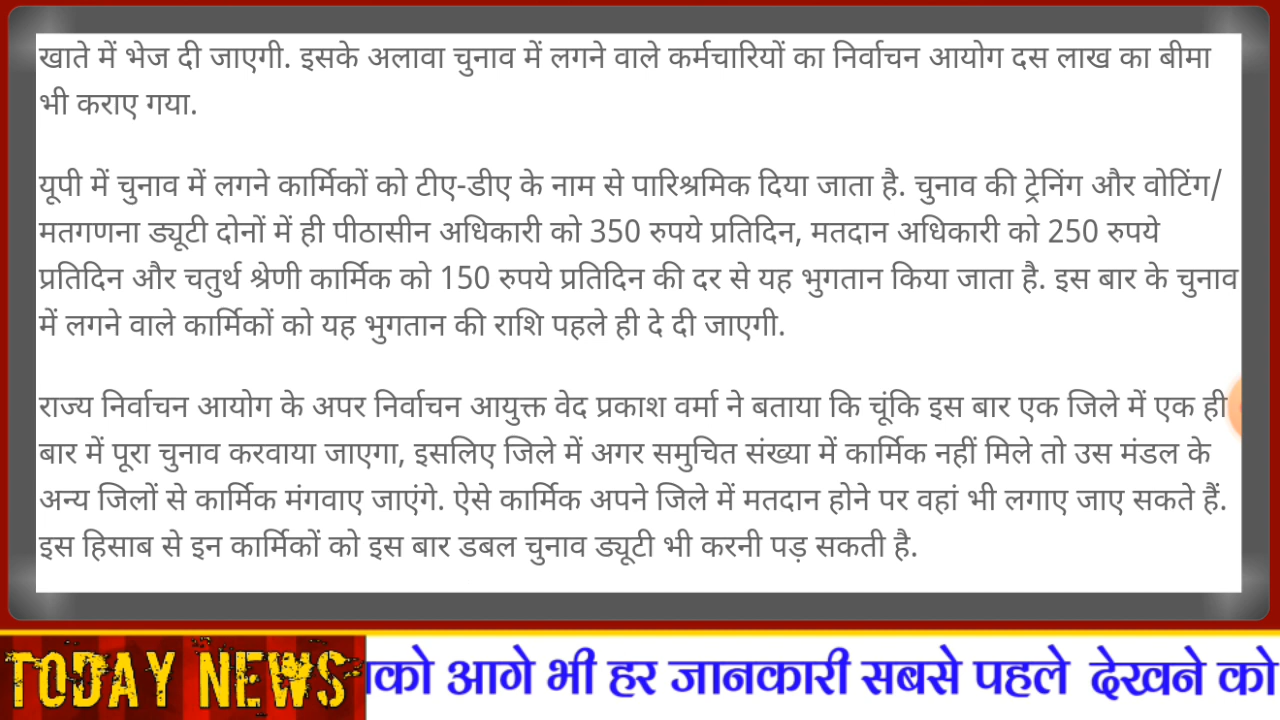 खाते में भेज दी जाएगी. इसके अलावा चुनाव में लगने वाले कर्मचारियों का निर्वाचन आयोग दस लाख का बीमा
भी कराए गया.
यूपी में चुनाव में लगने कार्मिकों को टीए-डीए के नाम से पारिश्रमिक दिया जाता है. चुनाव की ट्रेनिंग और वोटिंग/
मतगणना ड्यूटी दोनों में ही पीठासीन अधिकारी को 350 रुपये प्रतिदिन, मतदान अधिकारी को 250 रुपये
प्रतिदिन और चतुर्थ श्रेणी कार्मिक को 150 रुपये प्रतिदिन की दर से यह भुगतान किया जाता है. इस बार के चुनाव
में लगने वाले कार्मिकों को यह भुगतान की राशि पहले ही दे दी जाएगी.
राज्य निर्वाचन आयोग के अपर निर्वाचन आयुक्त वेद प्रकाश वर्मा ने बताया कि चूंकि इस बार एक जिले में एक ही
बार में पूरा चुनाव करवाया जाएगा, इसलिए जिले में अगर समुचित संख्या में कार्मिक नहीं मिले तो उस मंडल के
अन्य जिलों से कार्मिक मंगवाए जाएंगे. ऐसे कार्मिक अपने जिले में मतदान होने पर वहां भी लगाए जाए सकते हैं.
इस हिसाब से इन कार्मिकों को इस बार डबल चुनाव ड्यूटी भी करनी पड़ सकती है.
TODAY NEWS को आगे भी हर जानकारी सबसे पहले देखने को